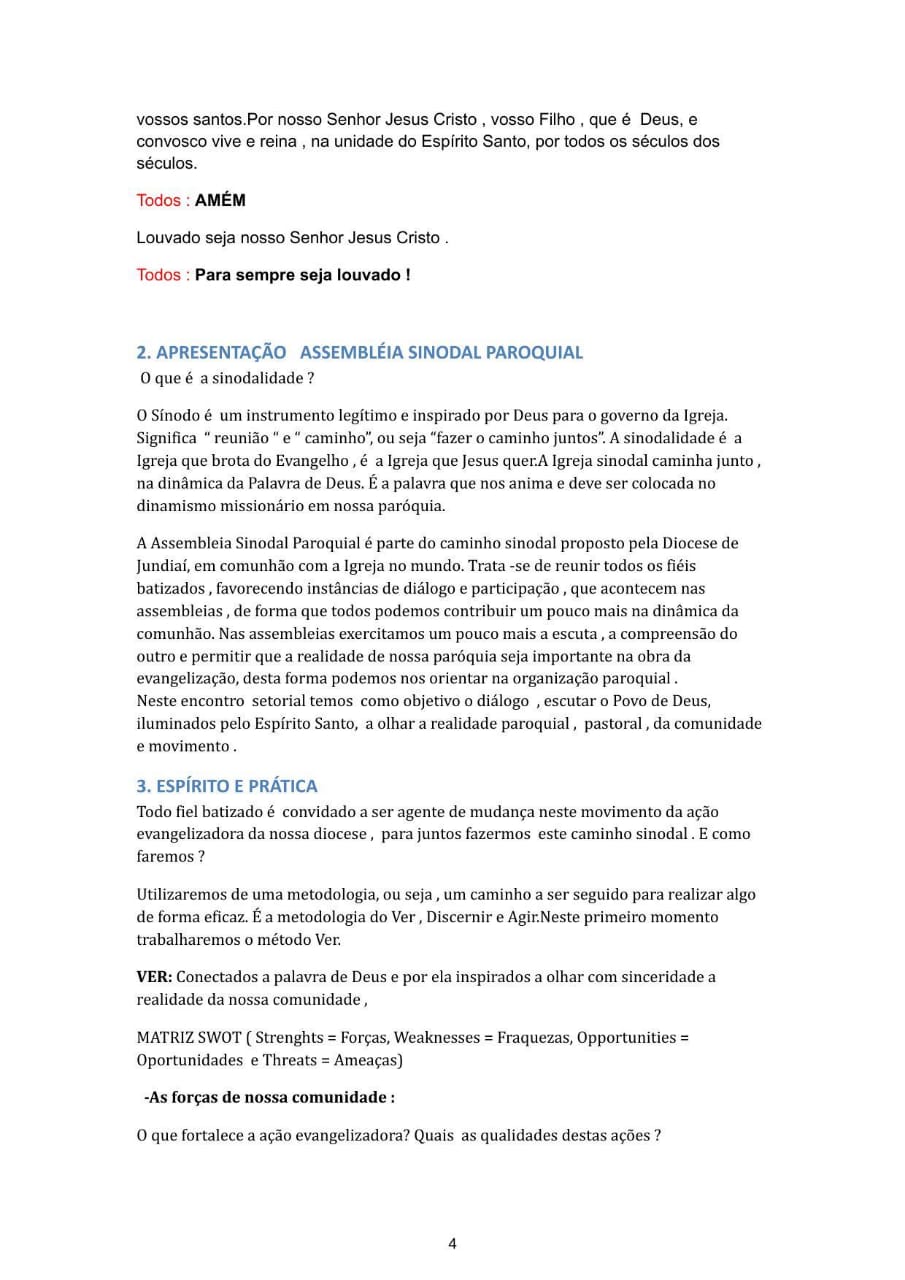 vossos santos.Por nosso Senhor Jesus Cristo , vosso Filho , que é  Deus, e
convosco vive e reina , na unidade do Espírito Santo, por todos os séculos dos
séculos.
Todos : AMÉM
Louvado seja nosso Senhor Jesus Cristo .
Todos : Para sempre seja louvado !
2. APRESENTAÇÃO   ASSEMBLÉIA SINODAL PAROQUIAL
O que é  a sinodalidade ?
O Sínodo é  um instrumento legítimo e inspirado por Deus para o governo da Igreja.
Significa  “ reunião “ e “ caminho”, ou seja “fazer o caminho juntos”. A sinodalidade é  a
Igreja que brota do Evangelho , é  a Igreja que Jesus quer.A Igreja sinodal caminha junto ,
na dinâmica da Palavra de Deus. É a palavra que nos anima e deve ser colocada no
dinamismo missionário em nossa paróquia.
A Assembleia Sinodal Paroquial é parte do caminho sinodal proposto pela Diocese de
Jundiaí, em comunhão com a Igreja no mundo. Trata -se de reunir todos os fiéis
batizados , favorecendo instâncias de diálogo e participação , que acontecem nas
assembleias , de forma que todos podemos contribuir um pouco mais na dinâmica da
comunhão. Nas assembleias exercitamos um pouco mais a escuta , a compreensão do
outro e permitir que a realidade de nossa paróquia seja importante na obra da
evangelização, desta forma podemos nos orientar na organização paroquial .
Neste encontro  setorial temos  como objetivo o diálogo  , escutar o Povo de Deus,
iluminados pelo Espírito Santo,  a olhar a realidade paroquial ,  pastoral , da comunidade
e movimento .
3. ESPÍRITO E PRÁTICA
Todo fiel batizado é  convidado a ser agente de mudança neste movimento da ação
evangelizadora da nossa diocese ,  para juntos fazermos  este caminho sinodal . E como
faremos ?
Utilizaremos de uma metodologia, ou seja , um caminho a ser seguido para realizar algo
de forma eficaz. É a metodologia do Ver , Discernir e Agir.Neste primeiro momento
trabalharemos o método Ver.
VER: Conectados a palavra de Deus e por ela inspirados a olhar com sinceridade a
realidade da nossa comunidade ,
MATRIZ SWOT ( Strenghts = Forças, Weaknesses = Fraquezas, Opportunities =
Oportunidades  e Threats = Ameaças)
-As forças de nossa comunidade :
O que fortalece a ação evangelizadora? Quais  as qualidades destas ações ?
4